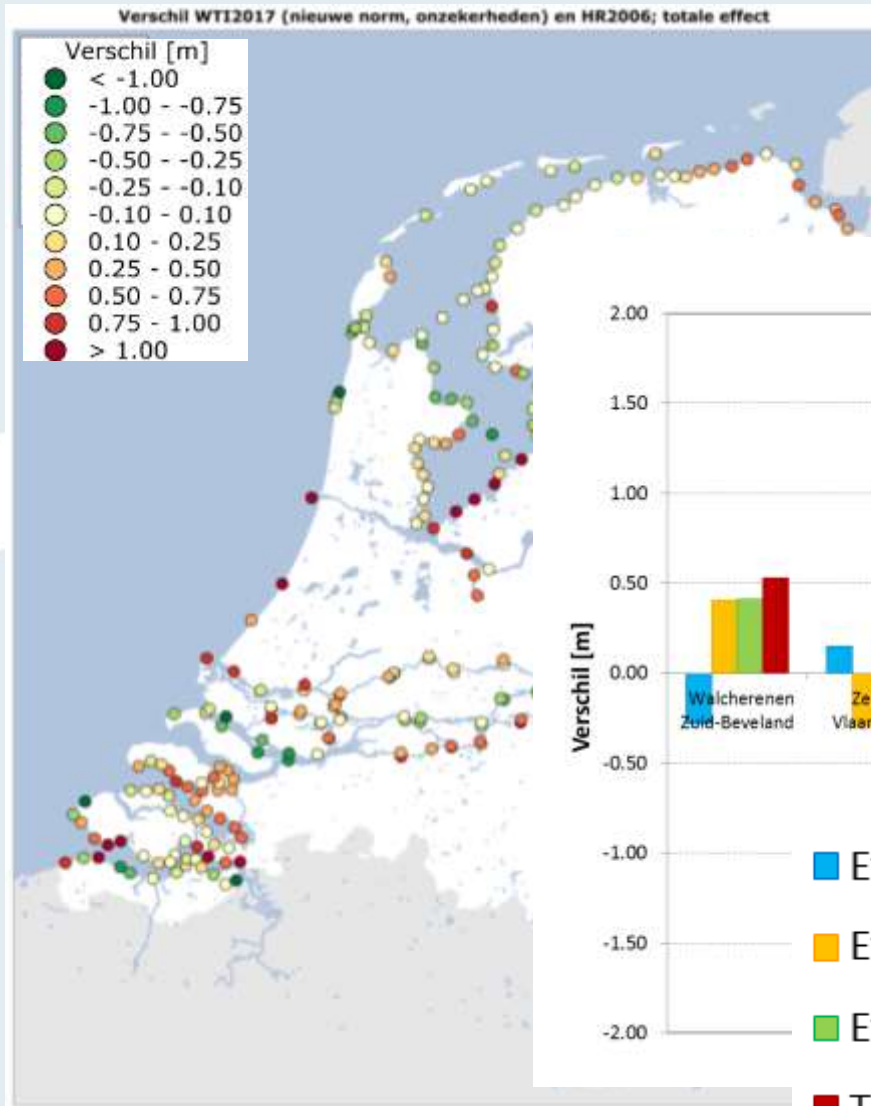 Verschil WTI2017 (nieuwe norm, onzekerheden) en HR2006; totale effect
Verschil [m]
< -1.00
-1.00 - -0.75
-0.75 - -0.50
-0.50 - -0.25
-0.25 - -0.10
-0.10 - 0.10
0.10 - 0.25
0.25 - 0.50
0.50 - 0.75
0.75 - 1.00
> 1.00
Verschil [m]
2.00
1.50
1.00
0.50
0.00
-0.50
-1.00
-1.50
-2.00
Walcherenen
Zuid-Beveland
Ze
Vlaan
E
E
E
T